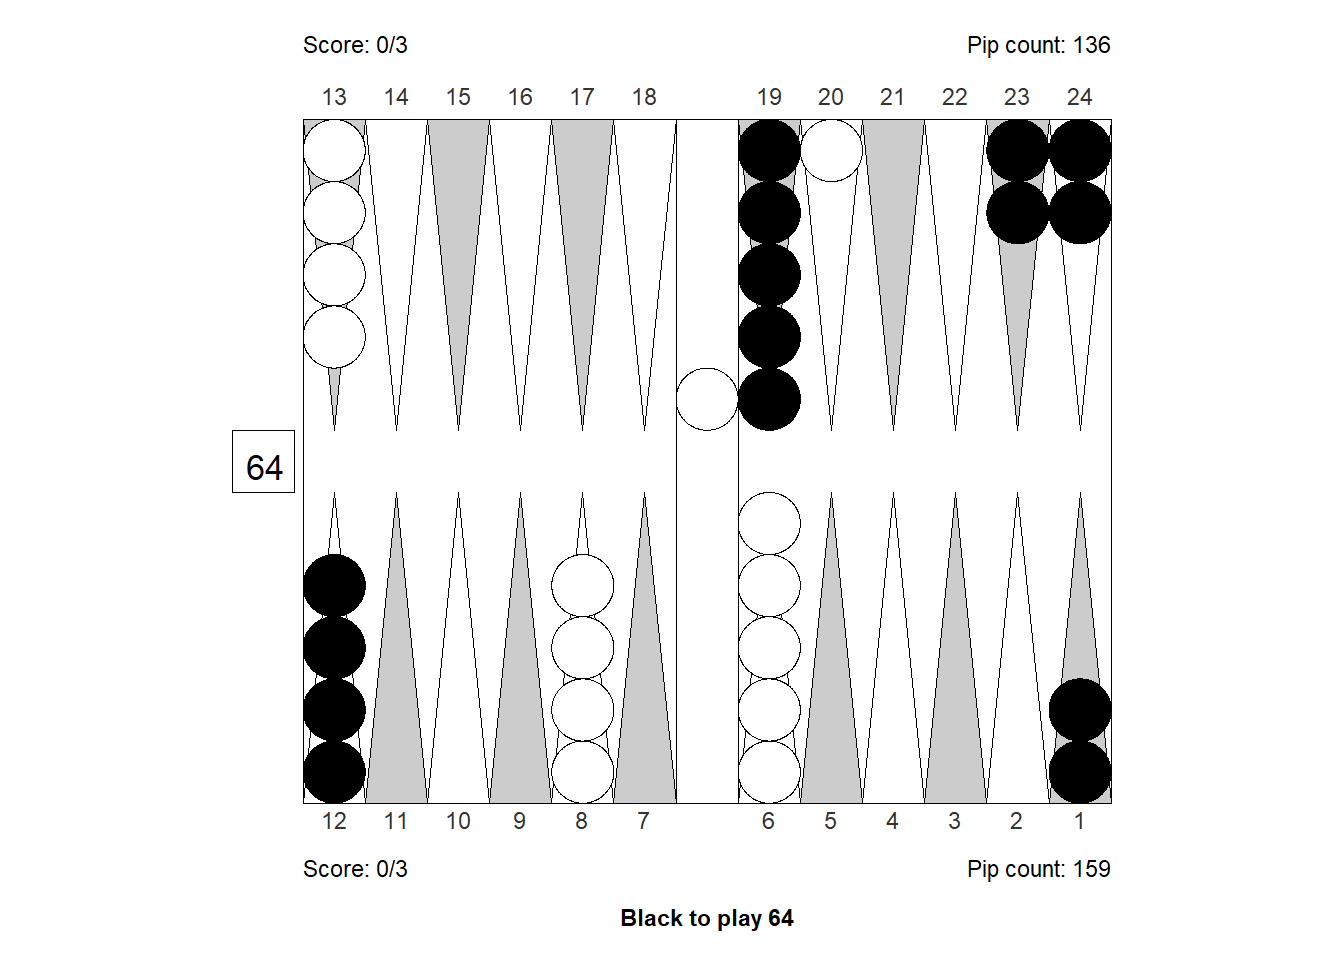 Score: 0/3 Pip count: 136
13 14 15 16 17 18 19 20 21 22 23 24
64
12 11 10 9 8 7 6 5 4 3 2 1
Score: 0/3 Pip count: 159
Black to play 64